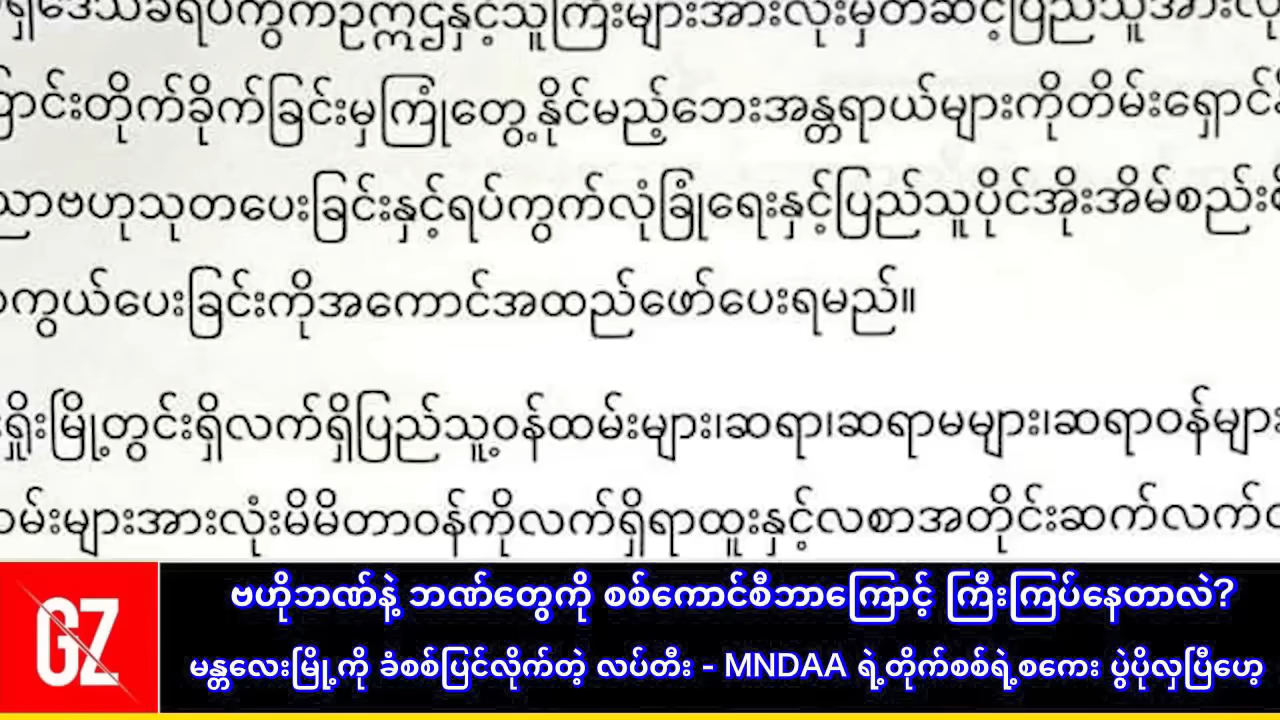 ရှိဒေသခံရပ်ကွက်ဥက္ကဌနှင့်သူကြီးများအားလုံးမှတဆင့်ပြည်သူအားလုံး
ကြောင်းတိုက်ခိုက်ခြင်းမှကြုံတွေ့နိုင်မည့်ဘေးအန္တရာယ်များကိုတိမ်းရှောင်
ညာဗဟုသုတပေးခြင်းနှင့်ရပ်ကွက်လုံခြုံရေးနှင့်ပြည်သူပိုင်အိုးအိမ်စည်း
ကွယ်ပေးခြင်းကိုအကောင်အထည်ဖော်ပေးရမည်။
ရှိုးမြို့တွင်းရှိလက်ရှိပြည်သူ့ဝန်ထမ်းများ၊ဆရာ၊ဆရာမများ၊ဆရာဝန်များ
ထမ်းများအားလုံးမိမိတာဝန်ကိုလက်ရှိရာထူးနှင့်လစာအတိုင်းဆက်လက်
GZ
ဗဟိုဘဏ်နဲ့ ဘဏ်တွေကို စစ်ကောင်စီဘာကြောင့် ကြီးကြပ်နေတာလဲ?
မန္တလေးမြို့ကို ခံစစ်ပြင်လိုက်တဲ့ လပ်တီး - MNDAA ရဲ့တိုက်စစ်ရဲ့စကေး ပွဲပိုလှပြီဟေ့